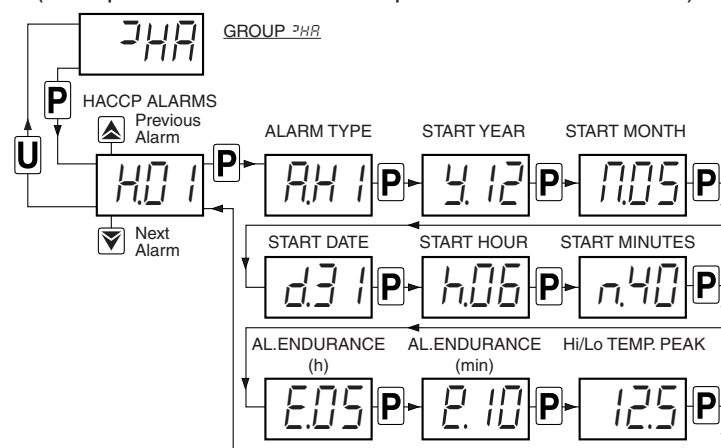 GROUP
P
HACCP ALARMS
Previous
Alarm
U
H.01
P
Next
Alarm
ALARM TYPE START YEAR START MONTH
A.H1 P y.12 P П.05 P
START DATE START HOUR START MINUTES
d.31 P h.06 P n.40 P
AL.ENDURANCE AL.ENDURANCE Hi/Lo TEMP. PEAK
(h) (min)
E.05 P e.10 P 12.5 P